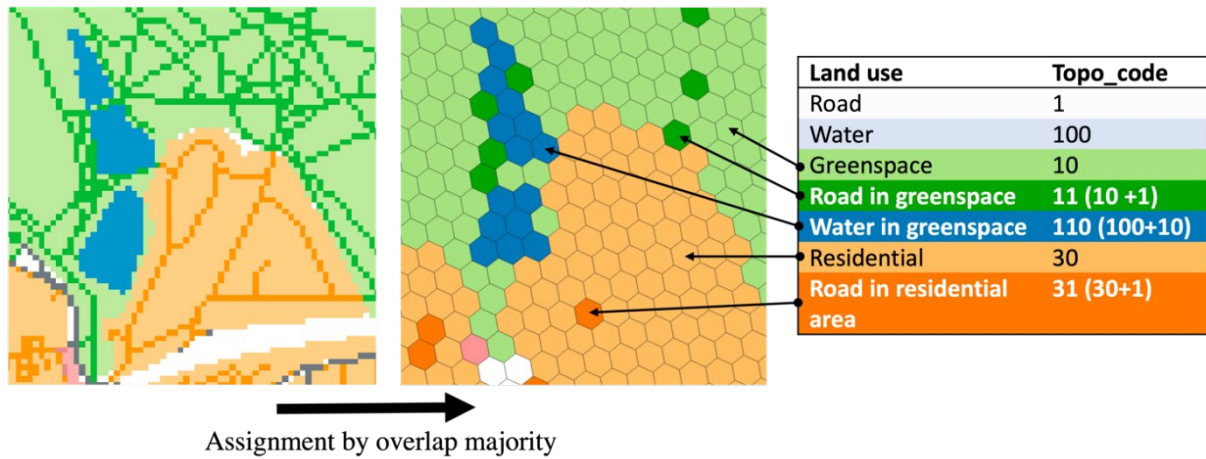 Land use Topo_code
Road 1
Water 100
Greenspace 10
Road in greenspace 11 (10 +1)
Water in greenspace 110 (100+10)
Residential 30
Road in residential 31 (30+1)
area
Assignment by overlap majority